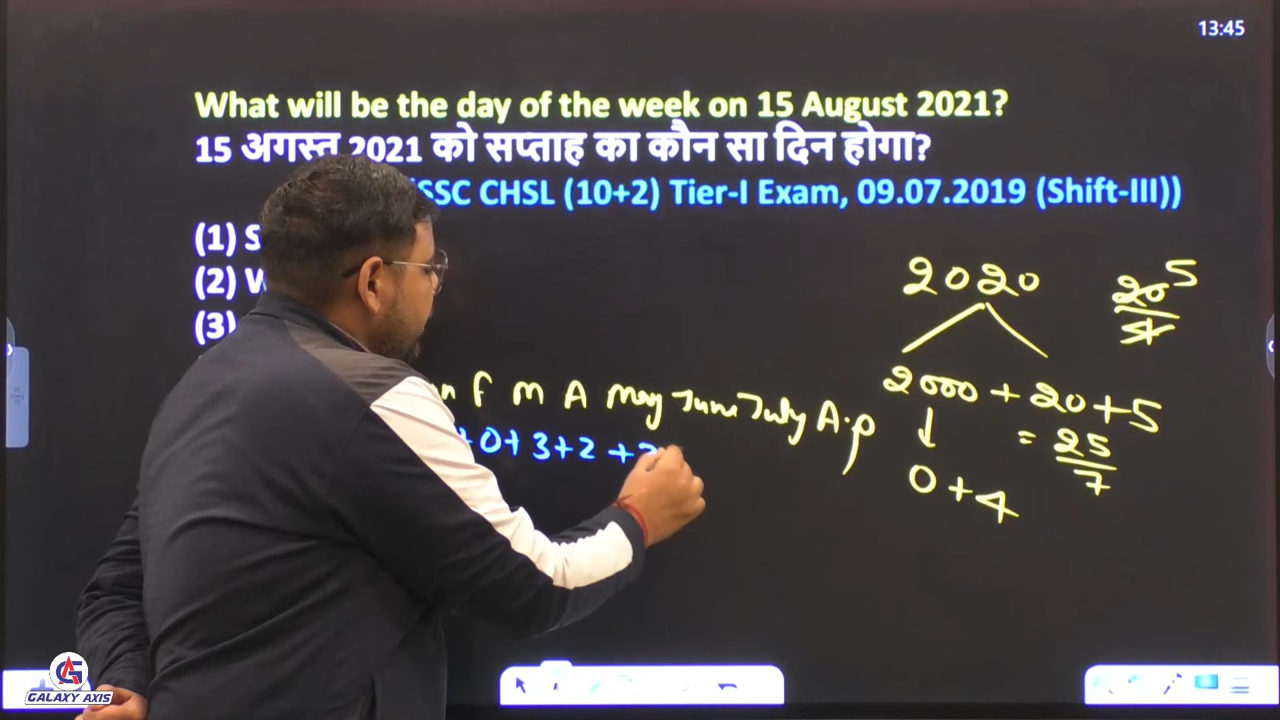 13:45
What will be the day of the week on 15 August 2021?
15 अगस्त 2021 को सप्ताह का कौन सा दिन होगा?
(SSC CHSL (10+2) Tier-I Exam, 09.07.2019 (Shift-III))
(1) S
(2) W
(3)
2020
20 5
4
2000 + 20 + 5
= 25
7
0 + 4
n F M A May June July A.p
+ 0 + 3 + 2 +
GALAXY AXIS